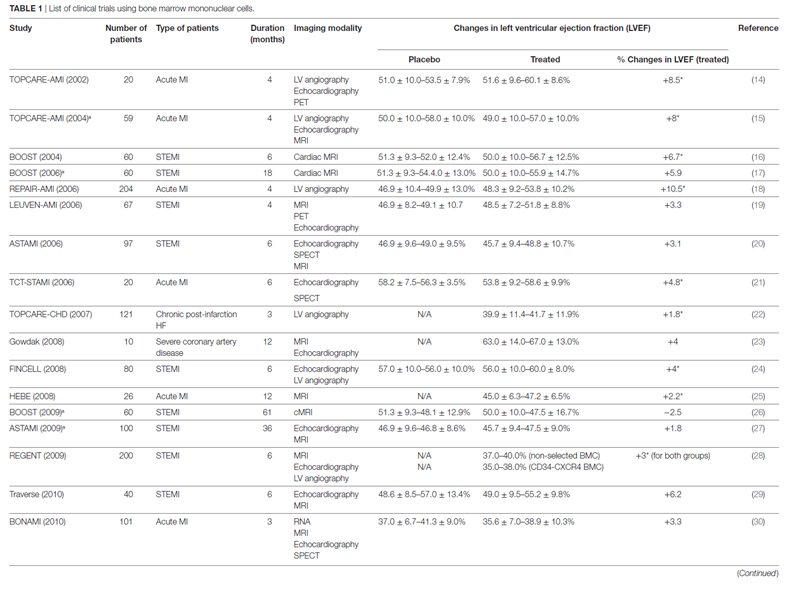 TABLE 1 | List of clinical trials using bone marrow mononuclear cells.
Study Number of patients Type of patients Duration (months) Imaging modality Changes in left ventricular ejection fraction (LVEF) Reference
Placebo Treated % Changes in LVEF (treated)
TOPCARE-AMI (2002) 20 Acute MI 4 LV angiography 51.0 ± 10.0–53.5 ± 7.9% 51.6 ± 9.6–60.1 ± 8.6% +8.5* (14)
Echocardiography
PET
TOPCARE-AMI (2004)ᵃ 59 Acute MI 4 LV angiography 50.0 ± 10.0–58.0 ± 10.0% 49.0 ± 10.0–57.0 ± 10.0% +8* (15)
Echocardiography
MRI
BOOST (2004) 60 STEMI 6 Cardiac MRI 51.3 ± 9.3–52.0 ± 12.4% 50.0 ± 10.0–56.7 ± 12.5% +6.7* (16)
BOOST (2006)ᵃ 60 STEMI 18 Cardiac MRI 51.3 ± 9.3–54.4.0 ± 13.0% 50.0 ± 10.0–55.9 ± 14.7% +5.9 (17)
REPAIR-AMI (2006) 204 Acute MI 4 LV angiography 46.9 ± 10.4–49.9 ± 13.0% 48.3 ± 9.2–53.8 ± 10.2% +10.5* (18)
LEUVEN-AMI (2006) 67 STEMI 4 MRI 46.9 ± 8.2–49.1 ± 10.7 48.5 ± 7.2–51.8 ± 8.8% +3.3 (19)
PET
Echocardiography
ASTAMI (2006) 97 STEMI 6 Echocardiography 46.9 ± 9.6–49.0 ± 9.5% 45.7 ± 9.4–48.8 ± 10.7% +3.1 (20)
SPECT
MRI
TCT-STAMI (2006) 20 Acute MI 6 Echocardiography 58.2 ± 7.5–56.3 ± 3.5% 53.8 ± 9.2–58.6 ± 9.9% +4.8* (21)
SPECT
TOPCARE-CHD (2007) 121 Chronic post-infarction HF 3 LV angiography N/A 39.9 ± 11.4–41.7 ± 11.9% +1.8* (22)
Gowdak (2008) 10 Severe coronary artery disease 12 MRI N/A 63.0 ± 14.0–67.0 ± 13.0% +4 (23)
Echocardiography
FINCELL (2008) 80 STEMI 6 Echocardiography 57.0 ± 10.0–56.0 ± 10.0% 56.0 ± 10.0–60.0 ± 8.0% +4* (24)
LV angiography
HEBE (2008) 26 Acute MI 12 MRI N/A 45.0 ± 6.3–47.2 ± 6.5% +2.2* (25)
BOOST (2009)ᵃ 60 STEMI 61 cMRI 51.3 ± 9.3–48.1 ± 12.9% 50.0 ± 10.0–47.5 ± 16.7% −2.5 (26)
ASTAMI (2009)ᵃ 100 STEMI 36 Echocardiography 46.9 ± 9.6–46.8 ± 8.6% 45.7 ± 9.4–47.5 ± 9.0% +1.8 (27)
MRI
REGENT (2009) 200 STEMI 6 MRI N/A 37.0–40.0% (non-selected BMC) +3* (for both groups) (28)
Echocardiography N/A 35.0–38.0% (CD34-CXCR4 BMC)
LV angiography
Traverse (2010) 40 STEMI 6 Echocardiography 48.6 ± 8.5–57.0 ± 13.4% 49.0 ± 9.5–55.2 ± 9.8% +6.2 (29)
MRI
BONAMI (2010) 101 Acute MI 3 RNA 37.0 ± 6.7–41.3 ± 9.0% 35.6 ± 7.0–38.9 ± 10.3% +3.3 (30)
MRI
Echocardiography
SPECT
(Continued)